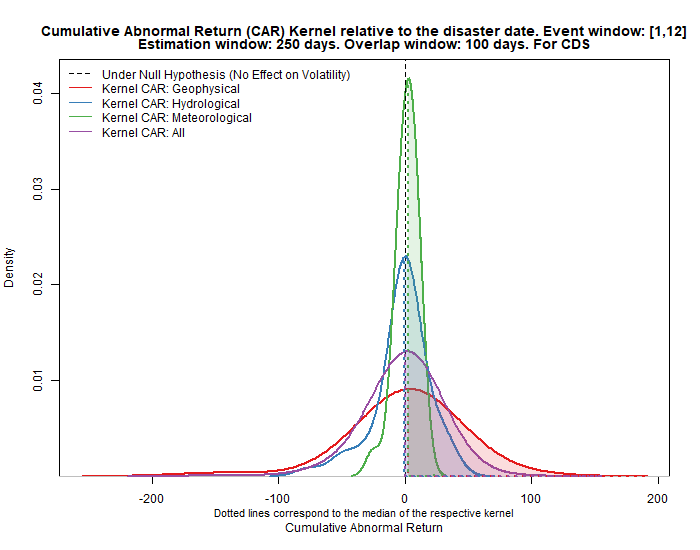 Cumulative Abnormal Return (CAR) Kernel relative to the disaster date. Event window: [1,12]
Estimation window: 250 days. Overlap window: 100 days. For CDS
Under Null Hypothesis (No Effect on Volatility)
Kernel CAR: Geophysical
Kernel CAR: Hydrological
Kernel CAR: Meteorological
Kernel CAR: All
0.04
0.03
0.02
0.01
Density
-200 -100 0 100 200
Dotted lines correspond to the median of the respective kernel
Cumulative Abnormal Return